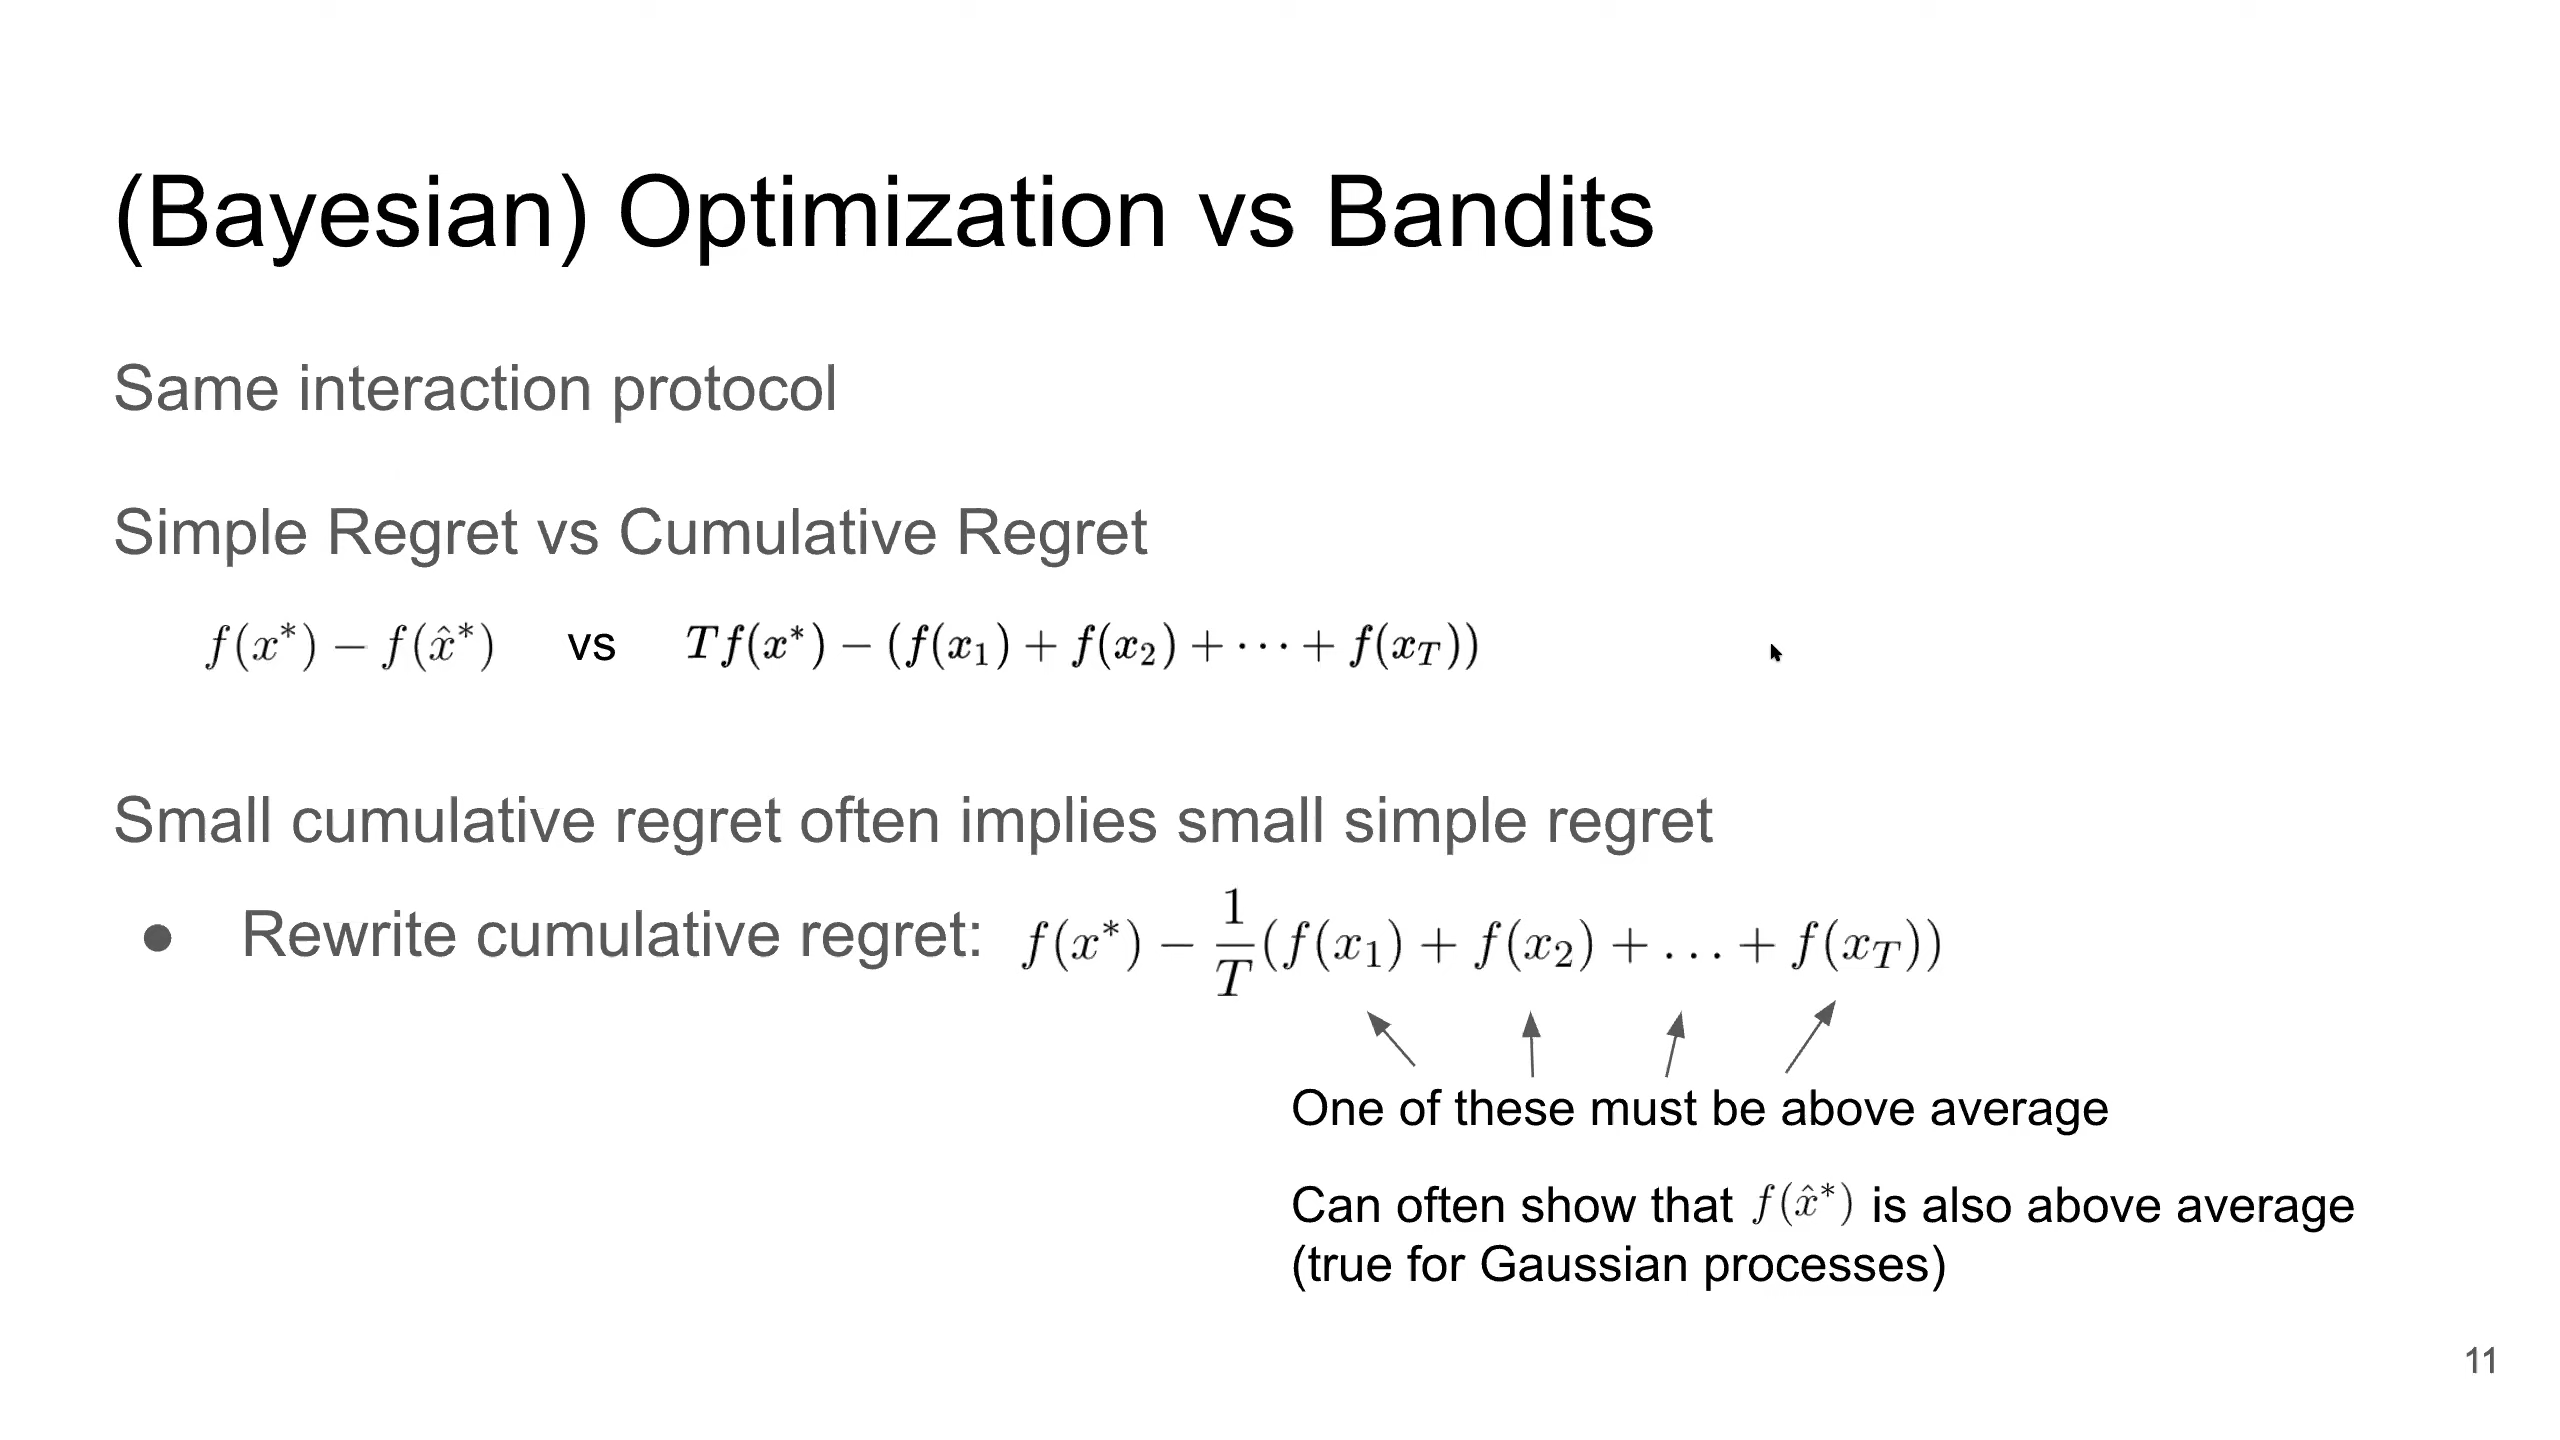 (Bayesian) Optimization vs Bandits
Same interaction protocol
Simple Regret vs Cumulative Regret
f(x*) − f(x̂*) vs Tf(x*) − (f(x₁) + f(x₂) + ⋯ + f(x_T))
Small cumulative regret often implies small simple regret
● Rewrite cumulative regret: f(x*) − 1/T (f(x₁) + f(x₂) + … + f(x_T))
One of these must be above average
Can often show that f(x̂*) is also above average
(true for Gaussian processes)
11